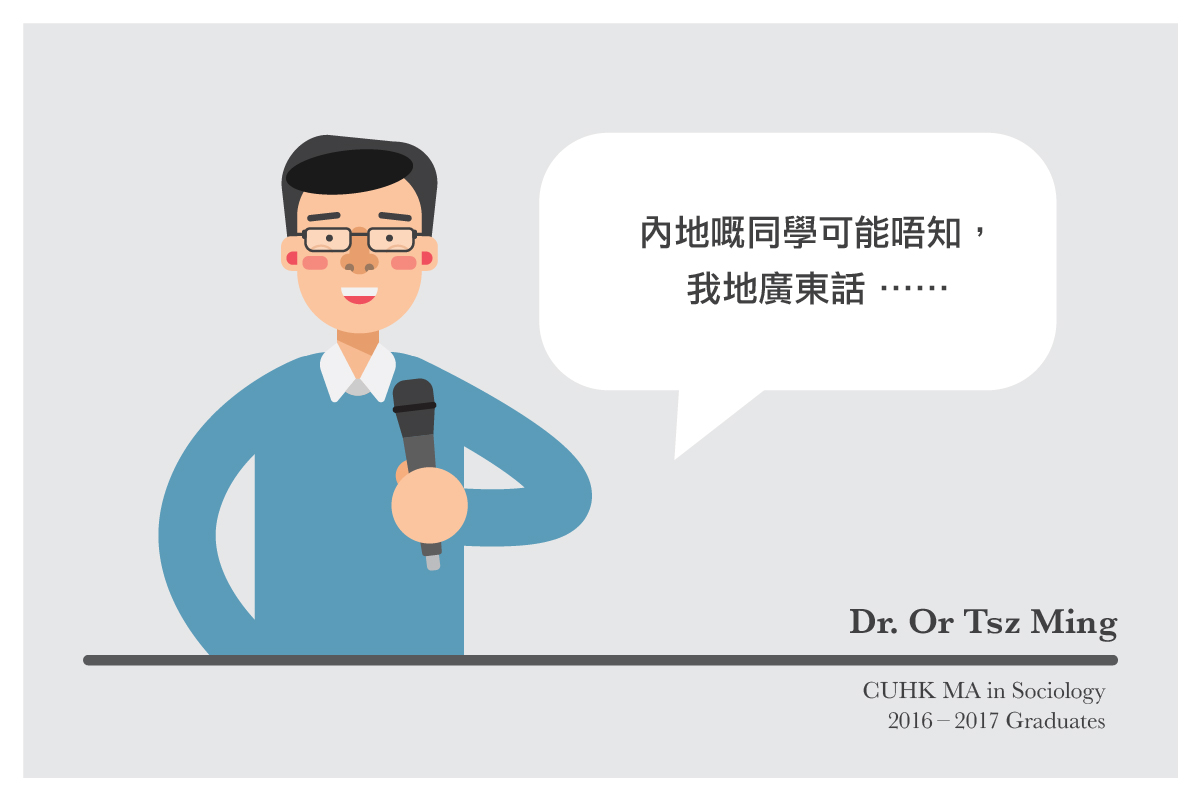 內地嘅同學可能唔知，
我地廣東話 ⋯⋯
Dr. Or Tsz Ming
CUHK MA in Sociology
2016 – 2017 Graduates